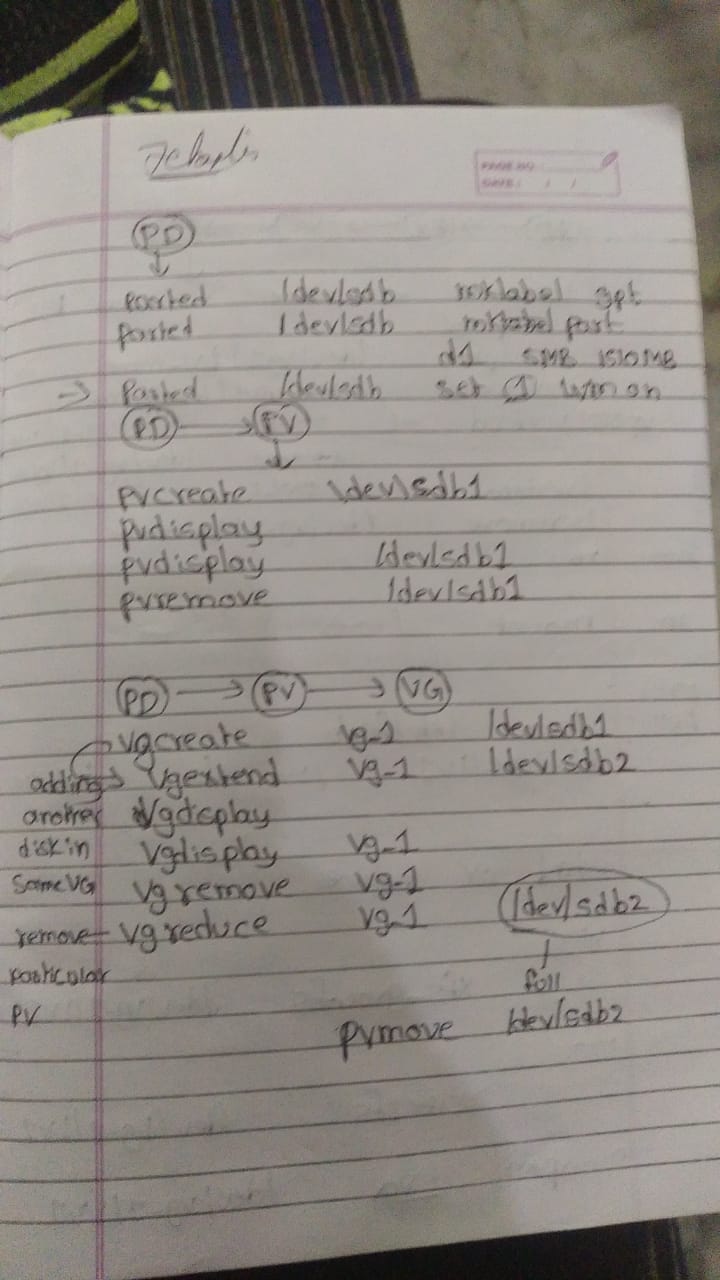 PAGE NO.
DATE: / /
PD
parted /dev/sdb mklabel gpt
Parted /dev/sdb mklabel part
d1 5MB 1510MB
→ Parted /dev/sdb set 1 lvm on
PD → PV
pvcreate \dev\sdb1
pvdisplay
pvdisplay /dev/sdb1
pvremove /dev/sdb1
PD → PV → VG
vgcreate vg-1 /dev/sdb1
adding → Vgextend vg-1 /dev/sdb2
another Vgdisplay
disk in Vgdisplay vg-1
Same VG Vg remove vg-1
remove vg reduce vg-1 /dev/sdb2
particular full
PV
pvmove /dev/sdb2